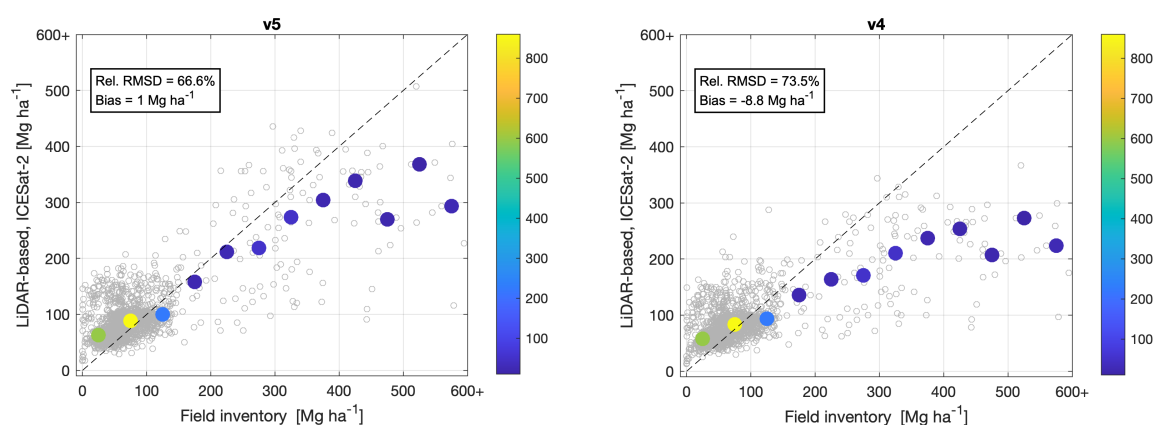 v5
600+
500
400
300
200
100
0
LiDAR-based, ICESat-2 [Mg ha⁻¹]
Rel. RMSD = 66.6%
Bias = 1 Mg ha⁻¹
0 100 200 300 400 500 600+
Field inventory [Mg ha⁻¹]
800
700
600
500
400
300
200
100
v4
600+
500
400
300
200
100
0
LiDAR-based, ICESat-2 [Mg ha⁻¹]
Rel. RMSD = 73.5%
Bias = -8.8 Mg ha⁻¹
0 100 200 300 400 500 600+
Field inventory [Mg ha⁻¹]
800
700
600
500
400
300
200
100